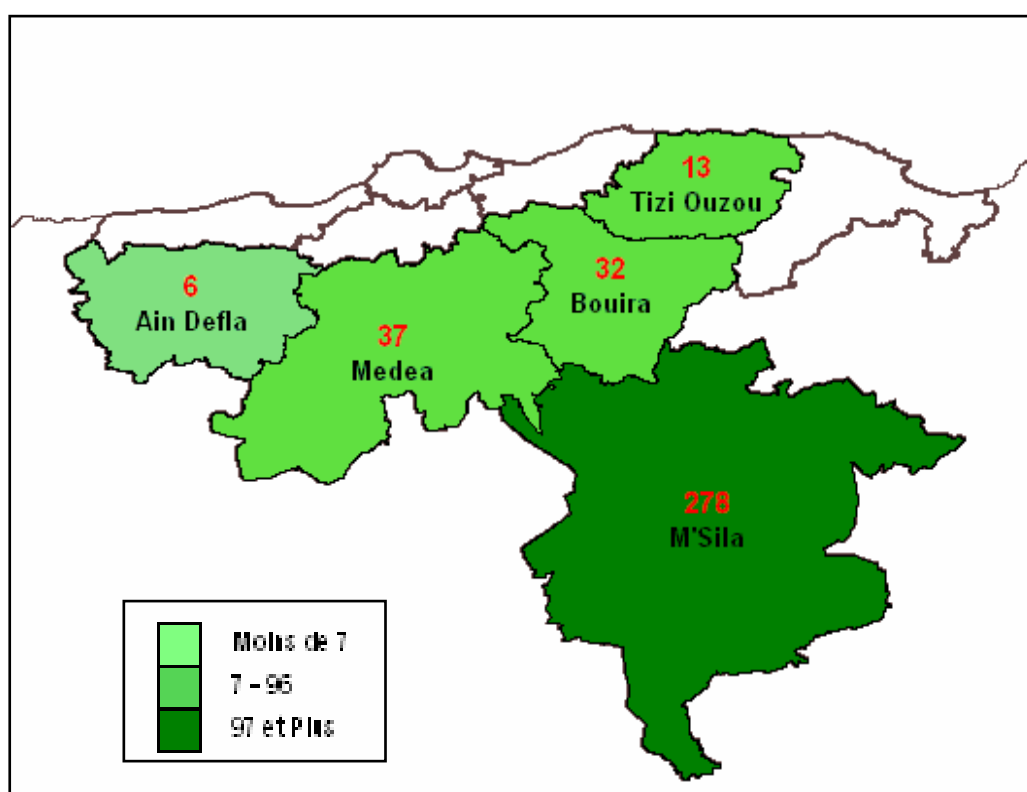 13
Tizi Ouzou
32
Bouira
6
Ain Defla
37
Medea
278
M'Sila
Moins de 7
7 - 96
97 et Plus